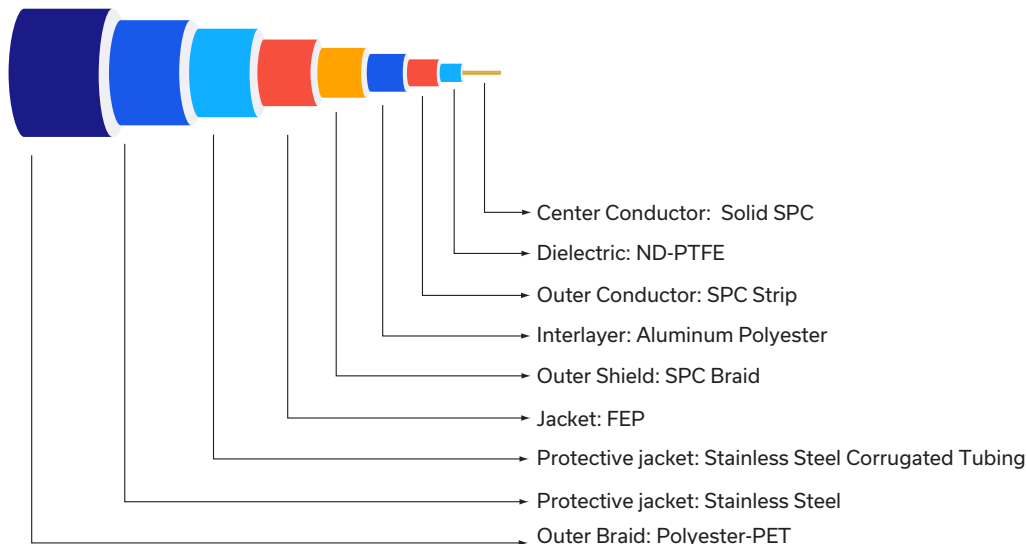 Center Conductor:  Solid SPC
Dielectric: ND-PTFE
Outer Conductor: SPC Strip
Interlayer: Aluminum Polyester
Outer Shield: SPC Braid
Jacket: FEP
Protective jacket: Stainless Steel Corrugated Tubing
Protective jacket: Stainless Steel
Outer Braid: Polyester-PET